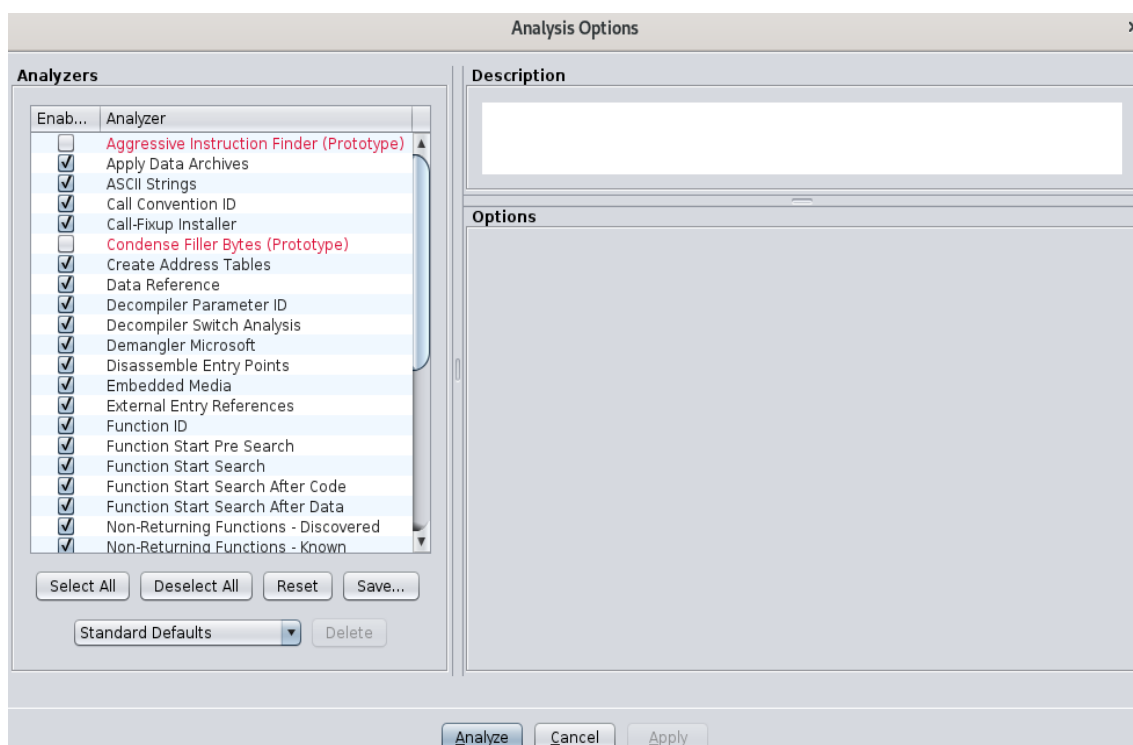 Analysis Options
Analyzers
Enab... Analyzer
Aggressive Instruction Finder (Prototype)
Apply Data Archives
ASCII Strings
Call Convention ID
Call-Fixup Installer
Condense Filler Bytes (Prototype)
Create Address Tables
Data Reference
Decompiler Parameter ID
Decompiler Switch Analysis
Demangler Microsoft
Disassemble Entry Points
Embedded Media
External Entry References
Function ID
Function Start Pre Search
Function Start Search
Function Start Search After Code
Function Start Search After Data
Non-Returning Functions - Discovered
Non-Returning Functions - Known
Select All Deselect All Reset Save...
Standard Defaults Delete
Description
Options
Analyze Cancel Apply